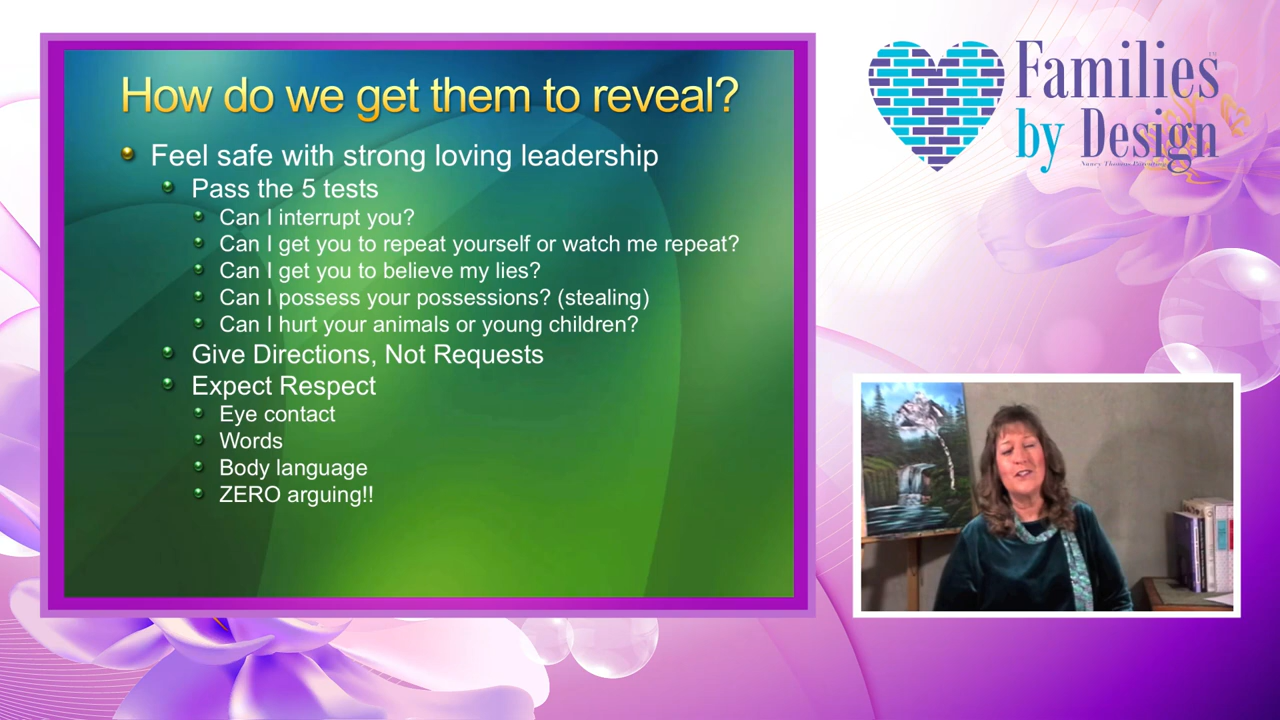 How do we get them to reveal?
Feel safe with strong loving leadership
Pass the 5 tests
Can I interrupt you?
Can I get you to repeat yourself or watch me repeat?
Can I get you to believe my lies?
Can I possess your possessions? (stealing)
Can I hurt your animals or young children?
Give Directions, Not Requests
Expect Respect
Eye contact
Words
Body language
ZERO arguing!!
Families
by Design